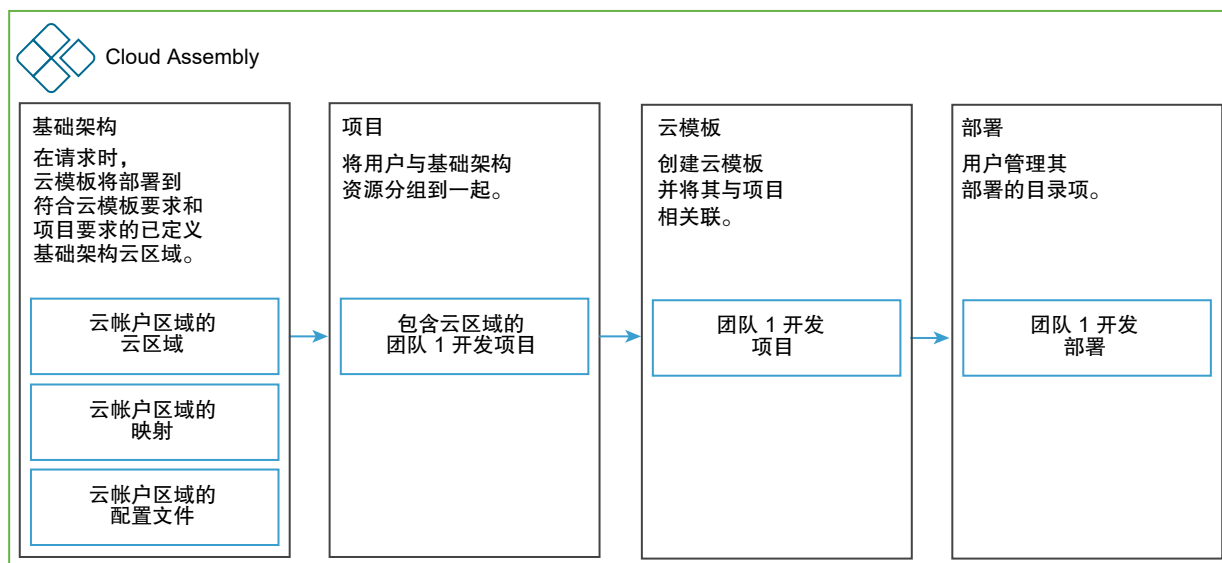 Cloud Assembly
基础架构
在请求时，
云模板将部署到
符合云模板要求和
项目要求的已定义
基础架构云区域。
云帐户区域的
云区域
云帐户区域的
映射
云帐户区域的
配置文件
项目
将用户与基础架构
资源分组到一起。
包含云区域的
团队 1 开发项目
云模板
创建云模板
并将其与项目
相关联。
团队 1 开发
项目
部署
用户管理其
部署的目录项。
团队 1 开发
部署